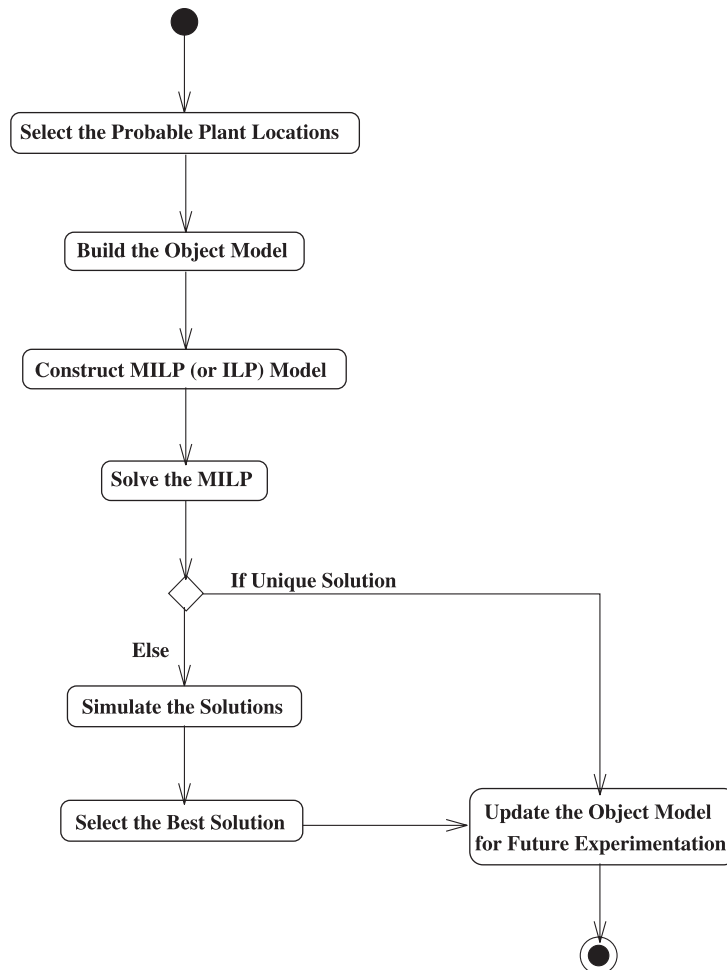 Select the Probable Plant Locations
Build the Object Model
Construct MILP (or ILP) Model
Solve the MILP
If Unique Solution
Else
Simulate the Solutions
Select the Best Solution
Update the Object Model
for Future Experimentation